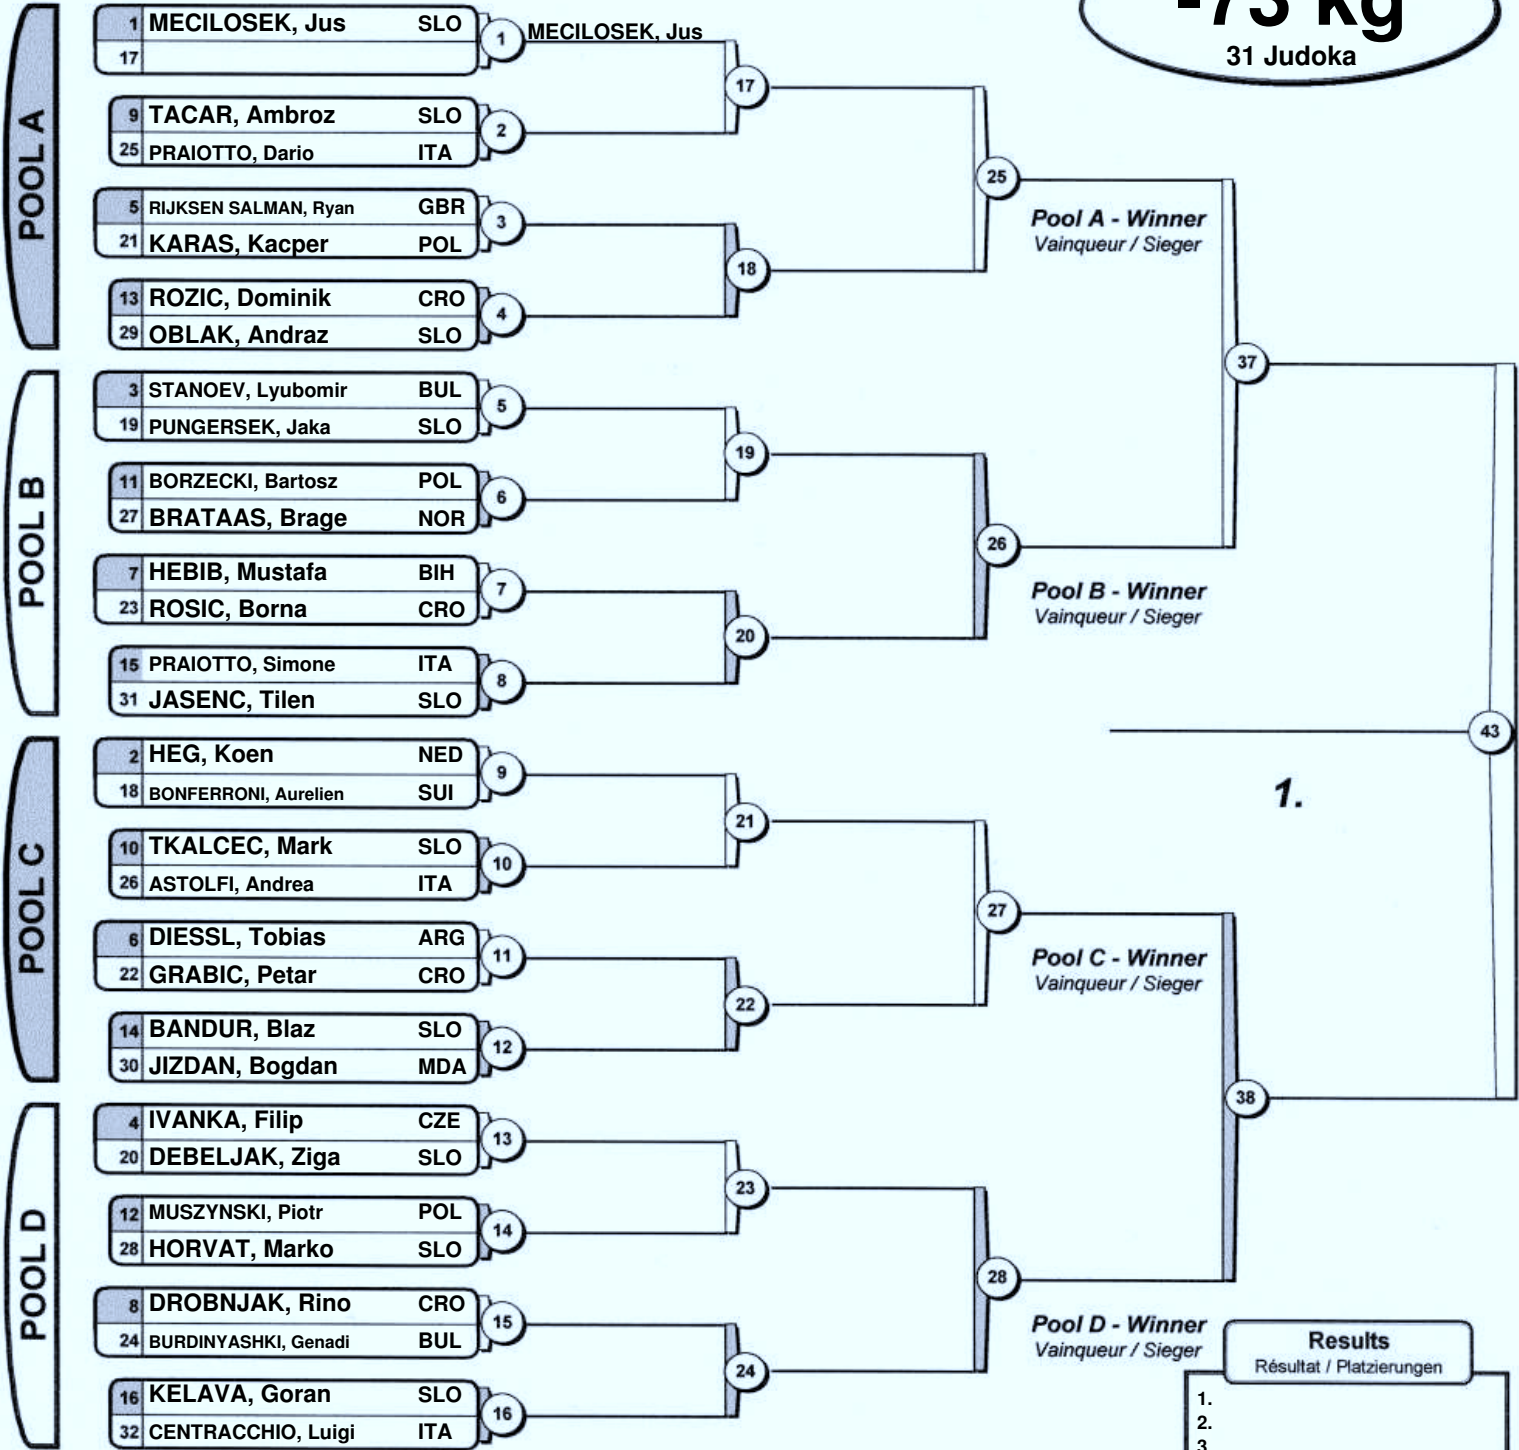 -73 kg
31 Judoka
POOL A
1 MECILOSEK, Jus SLO
17
1 MECILOSEK, Jus
9 TACAR, Ambroz SLO
25 PRAIOTTO, Dario ITA
2
17
5 RIJKSEN SALMAN, Ryan GBR
21 KARAS, Kacper POL
3
13 ROZIC, Dominik CRO
29 OBLAK, Andraz SLO
4
18
25
Pool A - Winner
Vainqueur / Sieger
POOL B
3 STANOEV, Lyubomir BUL
19 PUNGERSEK, Jaka SLO
5
11 BORZECKI, Bartosz POL
27 BRATAAS, Brage NOR
6
19
7 HEBIB, Mustafa BIH
23 ROSIC, Borna CRO
7
15 PRAIOTTO, Simone ITA
31 JASENC, Tilen SLO
8
20
26
Pool B - Winner
Vainqueur / Sieger
37
POOL C
2 HEG, Koen NED
18 BONFERRONI, Aurelien SUI
9
10 TKALCEC, Mark SLO
26 ASTOLFI, Andrea ITA
10
21
6 DIESSL, Tobias ARG
22 GRABIC, Petar CRO
11
14 BANDUR, Blaz SLO
30 JIZDAN, Bogdan MDA
12
22
27
Pool C - Winner
Vainqueur / Sieger
43
1.
POOL D
4 IVANKA, Filip CZE
20 DEBELJAK, Ziga SLO
13
12 MUSZYNSKI, Piotr POL
28 HORVAT, Marko SLO
14
23
8 DROBNJAK, Rino CRO
24 BURDINYASHKI, Genadi BUL
15
16 KELAVA, Goran SLO
32 CENTRACCHIO, Luigi ITA
16
24
28
Pool D - Winner
Vainqueur / Sieger
38
Results
Résultat / Platzierungen
1.
2.
3